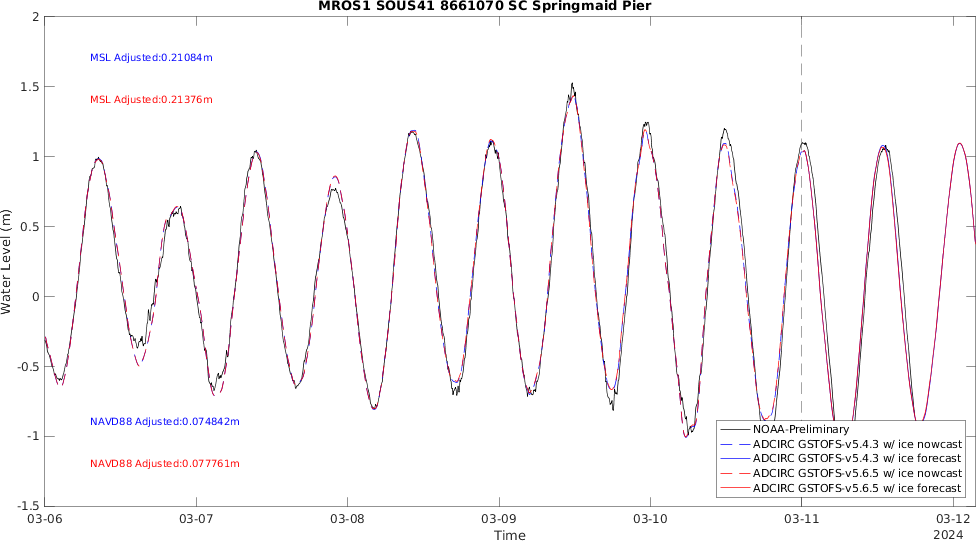 MROS1 SOUS41 8661070 SC Springmaid Pier
2
1.5
1
0.5
0
-0.5
-1
-1.5
Water Level (m)
MSL Adjusted:0.21084m
MSL Adjusted:0.21376m
NAVD88 Adjusted:0.074842m
NAVD88 Adjusted:0.077761m
NOAA-Preliminary
ADCIRC GSTOFS-v5.4.3 w/ ice nowcast
ADCIRC GSTOFS-v5.4.3 w/ ice forecast
ADCIRC GSTOFS-v5.6.5 w/ ice nowcast
ADCIRC GSTOFS-v5.6.5 w/ ice forecast
03-06 03-07 03-08 03-09 03-10 03-11 03-12
Time
2024